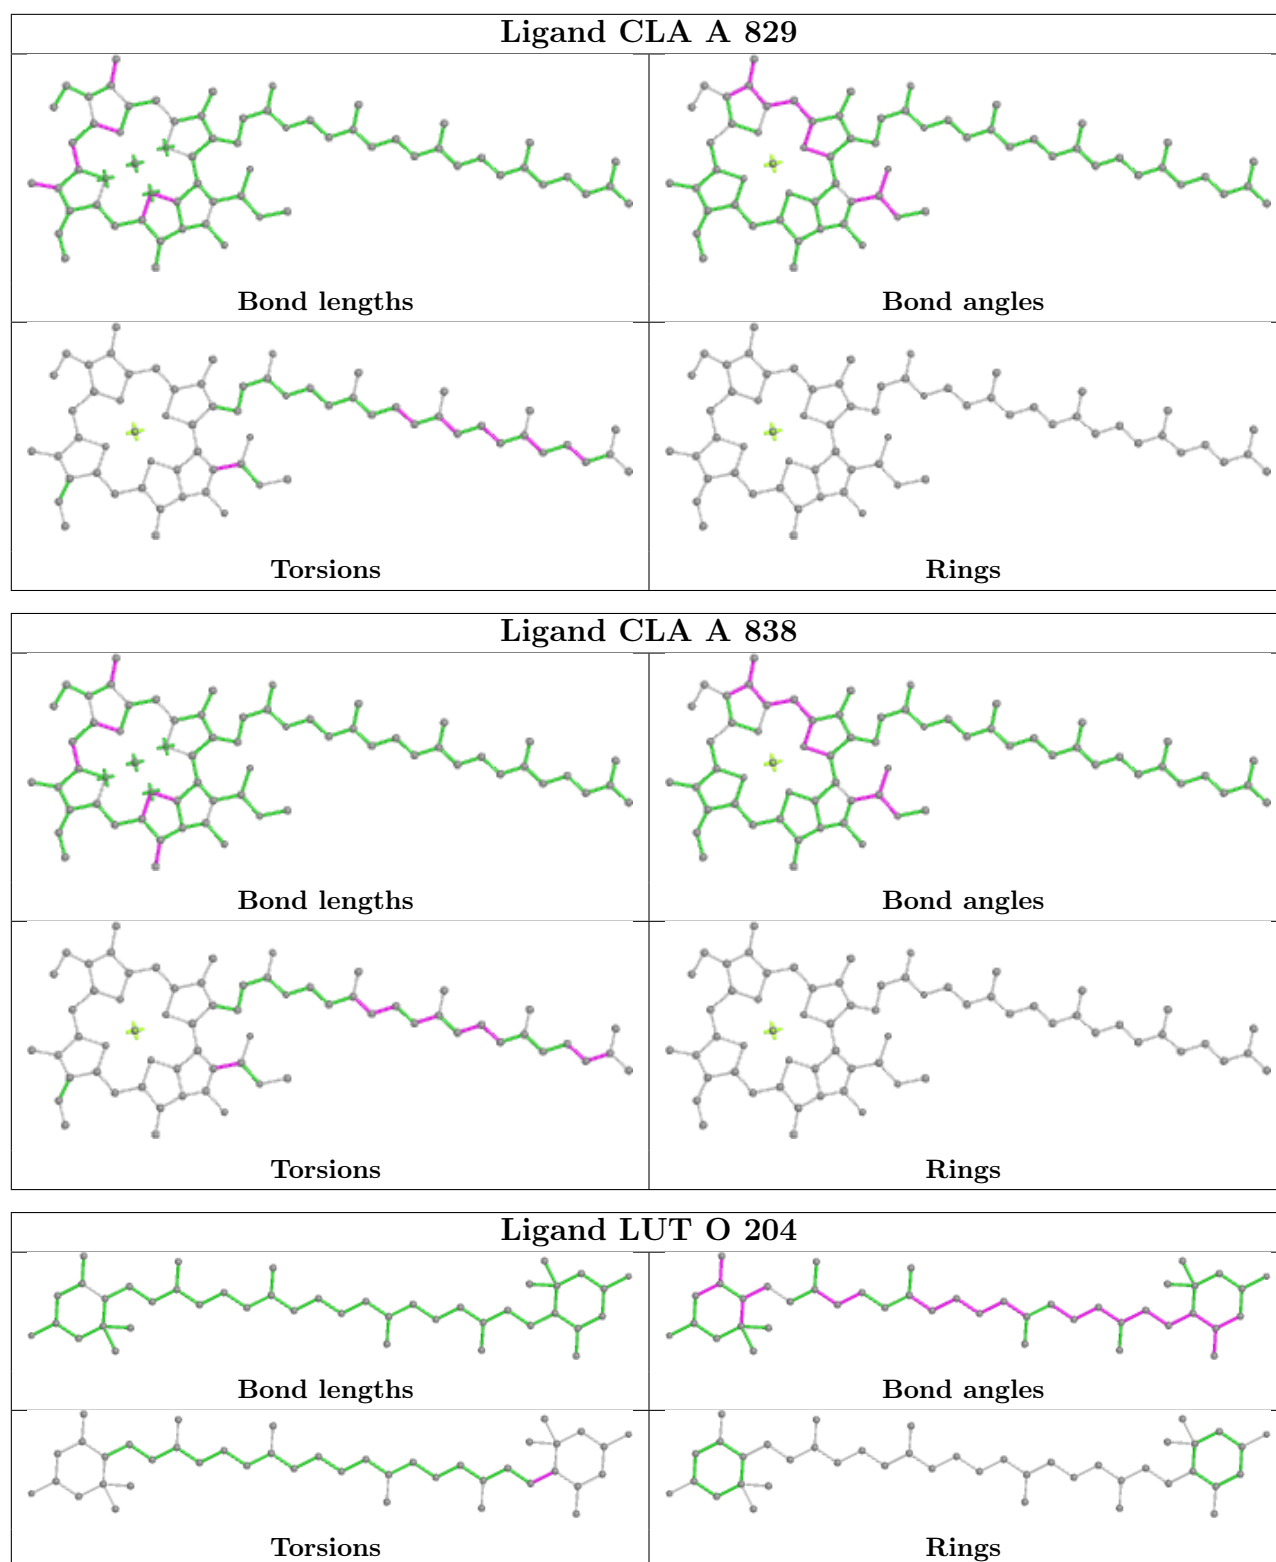 Ligand CLA A 829
Bond lengths
Bond angles
Torsions
Rings
Ligand CLA A 838
Bond lengths
Bond angles
Torsions
Rings
Ligand LUT O 204
Bond lengths
Bond angles
Torsions
Rings